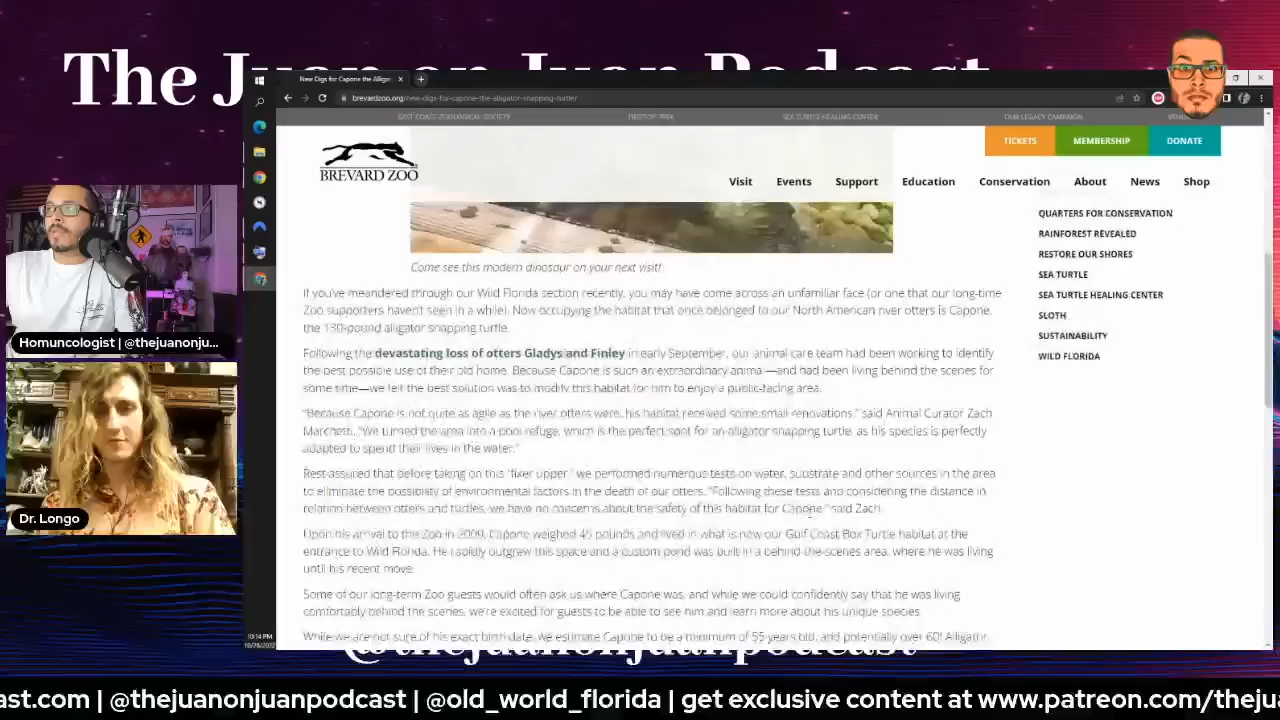 The Juan on Juan Podcast
New Digs for Capone the Alligat
brevardzoo.org/new-digs-for-capone-the-alligator-snapping-turtle
EAST COAST ZOOLOGICAL SOCIETY
TREETOP TREK
SEA TURTLE HEALING CENTER
OUR LEGACY CAMPAIGN
TICKETS
MEMBERSHIP
DONATE
BREVARD ZOO
Visit
Events
Support
Education
Conservation
About
News
Shop
QUARTERS FOR CONSERVATION
RAINFOREST REVEALED
RESTORE OUR SHORES
SEA TURTLE
SEA TURTLE HEALING CENTER
SLOTH
SUSTAINABILITY
WILD FLORIDA
Come see this modern dinosaur on your next visit!
If you've meandered through our Wild Florida section recently, you may have come across an unfamiliar face (or one that our long-time
Zoo supporters haven't seen in a while). Now occupying the habitat that once belonged to our North American river otters is Capone,
the 130-pound alligator snapping turtle.
Following the devastating loss of otters Gladys and Finley in early September, our animal care team had been working to identify
the best possible use of their old home. Because Capone is such an extraordinary animal—and had been living behind the scenes for
some time—we felt the best solution was to modify this habitat for him to enjoy a public-facing area.
"Because Capone is not quite as agile as the river otters were, his habitat received some small renovations," said Animal Curator Zach
"We turned the area into a pool refuge, which is the perfect spot for an alligator snapping turtle, as his species is perfectly
adapted to spend their lives in the water."
Rest assured that before taking on this "fixer upper," we performed numerous tests on water, substrate and other sources in the area
to eliminate the possibility of environmental factors in the death of our otters. "Following these tests and considering the distance in
relation between otters and turtles, we have no concerns about the safety of this habitat for Capone," said Zach.
Upon his arrival to the Zoo in 2009, Capone weighed 45 pounds and lived in what is now the Gulf Coast Box Turtle habitat at the
entrance to Wild Florida. He rapidly outgrew this space and a custom pond was built in a behind-the-scenes area, where he was living
until his recent move.
Some of our long-term Zoo guests would often ask us where Capone was, and while we could confidently say that he was living
comfortably behind the scenes, we're excited for guests to be able to see him and learn more about his unique species.
While we are not sure of his exact age, we estimate Capone to be a minimum of 35 years old and potentially over 60!
Homuncologist | @thejuanonju...
Dr. Longo
10:14 PM
@thejuanonjuanpodcast
ast.com | @thejuanonjuanpodcast | @old_world_florida | get exclusive content at www.patreon.com/theju